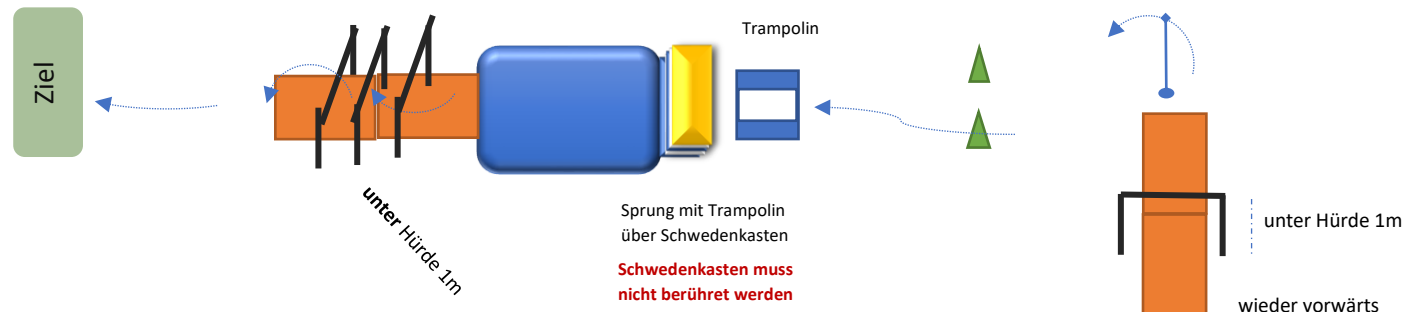 Ziel
Trampolin
unter Hürde 1m
Sprung mit Trampolin
über Schwedenkasten
Schwedenkasten muss
nicht berühret werden
unter Hürde 1m
wieder vorwärts